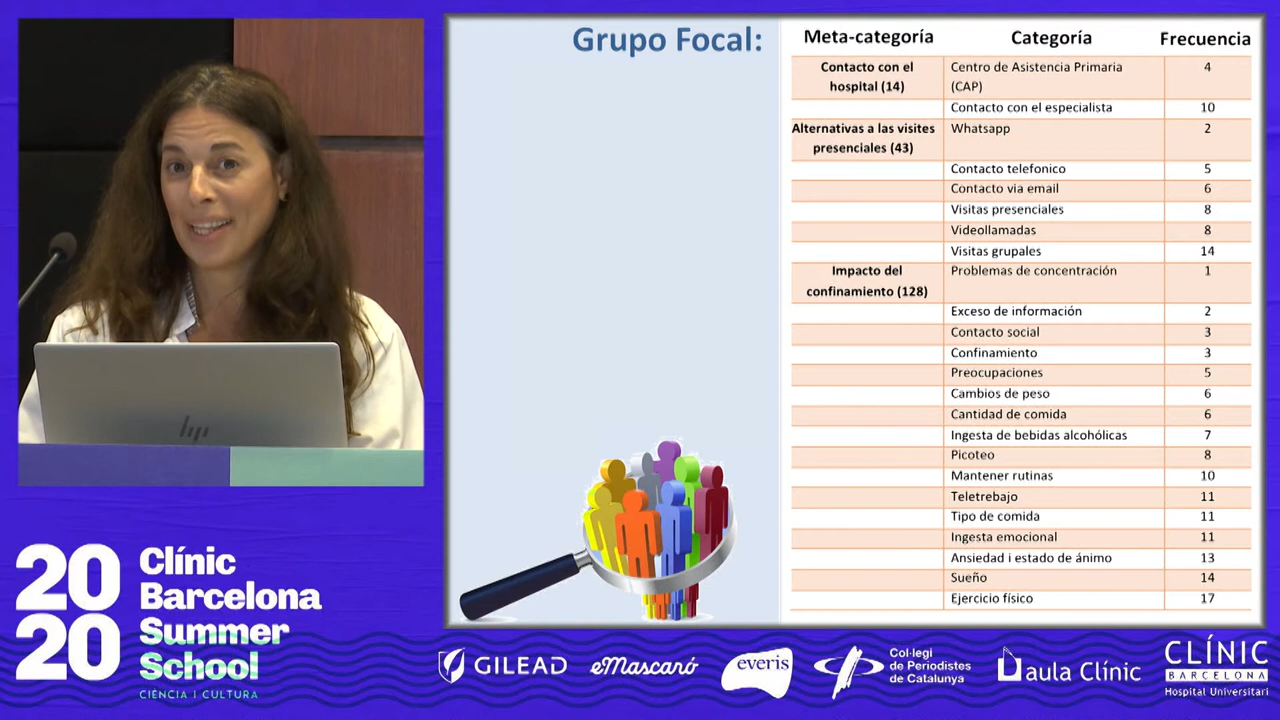 Grupo Focal:
Meta-categoría Categoría Frecuencia
Contacto con el hospital (14) Centro de Asistencia Primaria (CAP) 4
Contacto con el especialista 10
Alternativas a las visites presenciales (43) Whatsapp 2
Contacto telefonico 5
Contacto via email 6
Visitas presenciales 8
Videollamadas 8
Visitas grupales 14
Impacto del confinamiento (128) Problemas de concentración 1
Exceso de información 2
Contacto social 3
Confinamiento 3
Preocupaciones 5
Cambios de peso 6
Cantidad de comida 6
Ingesta de bebidas alcohólicas 7
Picoteo 8
Mantener rutinas 10
Teletrabajo 11
Tipo de comida 11
Ingesta emocional 11
Ansiedad i estado de ánimo 13
Sueño 14
Ejercicio físico 17
hp
20
20
Clínic
Barcelona
Summer
School
CIÈNCIA I CULTURA
GILEAD
eMascaró
everis
Col·legi
de Periodistes
de Catalunya
aula Clínic
CLÍNIC
BARCELONA
Hospital Universitari